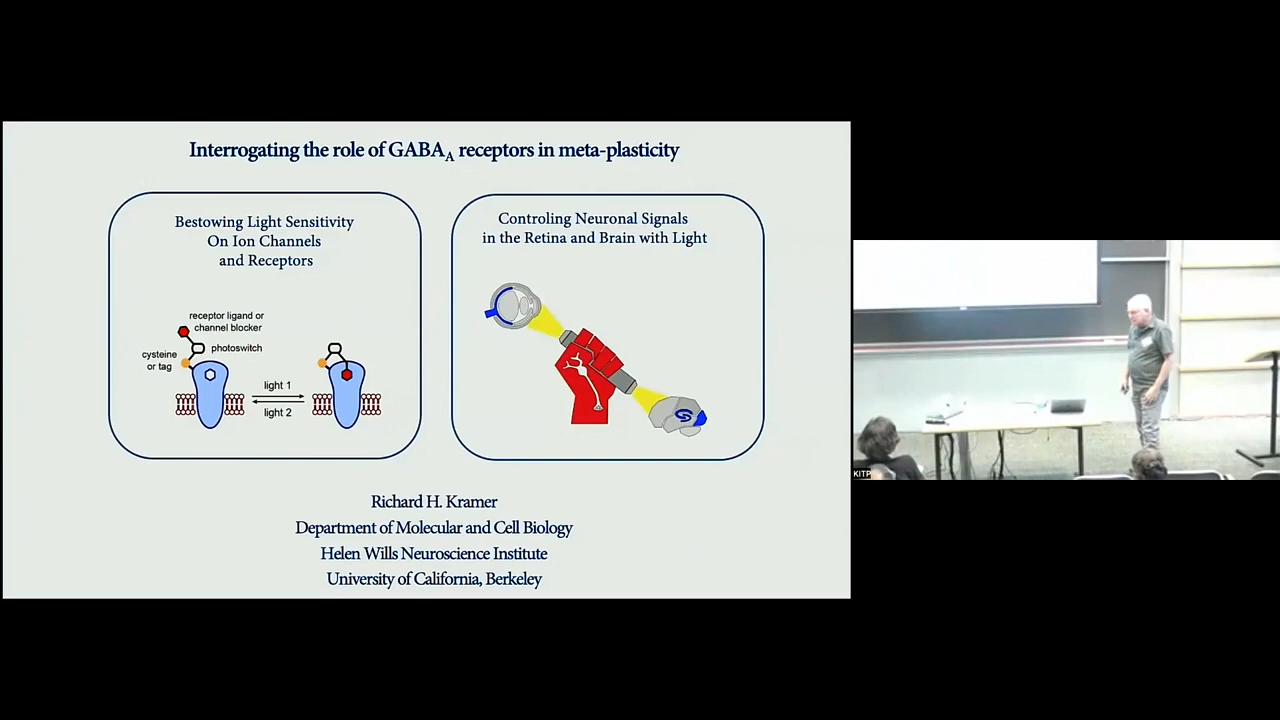 Interrogating the role of GABAA receptors in meta-plasticity
Bestowing Light Sensitivity
On Ion Channels
and Receptors
receptor ligand or
channel blocker
photoswitch
cysteine
or tag
light 1
light 2
Controling Neuronal Signals
in the Retina and Brain with Light
Richard H. Kramer
Department of Molecular and Cell Biology
Helen Wills Neuroscience Institute
University of California, Berkeley
KITP